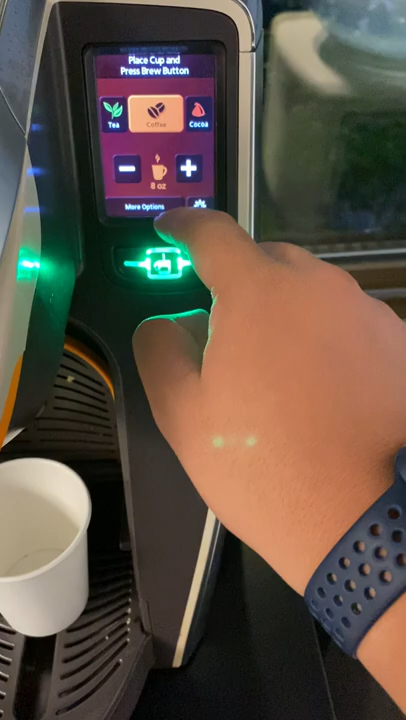 Place Cup and
Press Brew Button
Tea
Coffee
Cocoa
8 oz
More Options